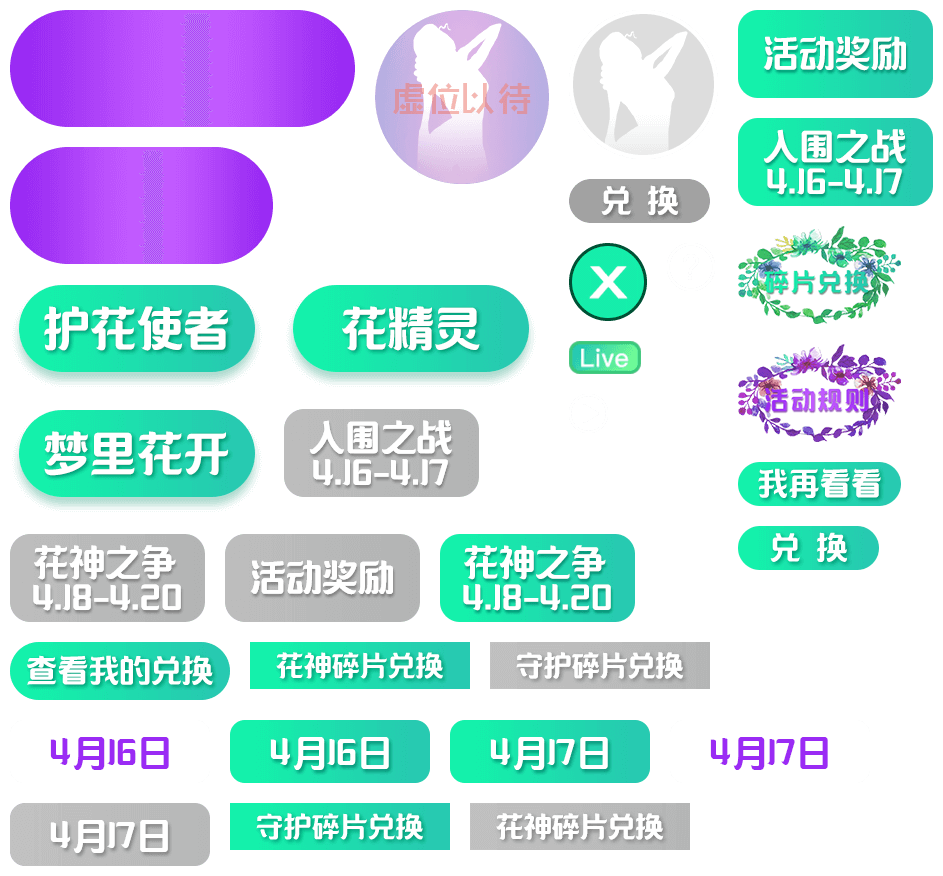 虚位以待
活动奖励
入围之战
4.16-4.17
兑 换
碎片兑换
X
护花使者
花精灵
Live
活动规则
梦里花开
入围之战
4.16-4.17
我再看看
兑 换
花神之争
4.18-4.20
活动奖励
花神之争
4.18-4.20
查看我的兑换
花神碎片兑换
守护碎片兑换
4月16日
4月16日
4月17日
4月17日
4月17日
守护碎片兑换
花神碎片兑换